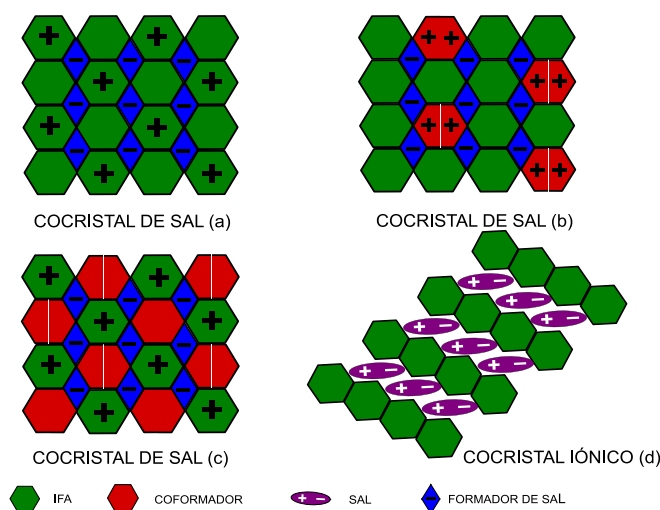 COCRISTAL DE SAL (a)
COCRISTAL DE SAL (b)
COCRISTAL DE SAL (c)
COCRISTAL IÓNICO (d)
IFA
COFORMADOR
SAL
FORMADOR DE SAL